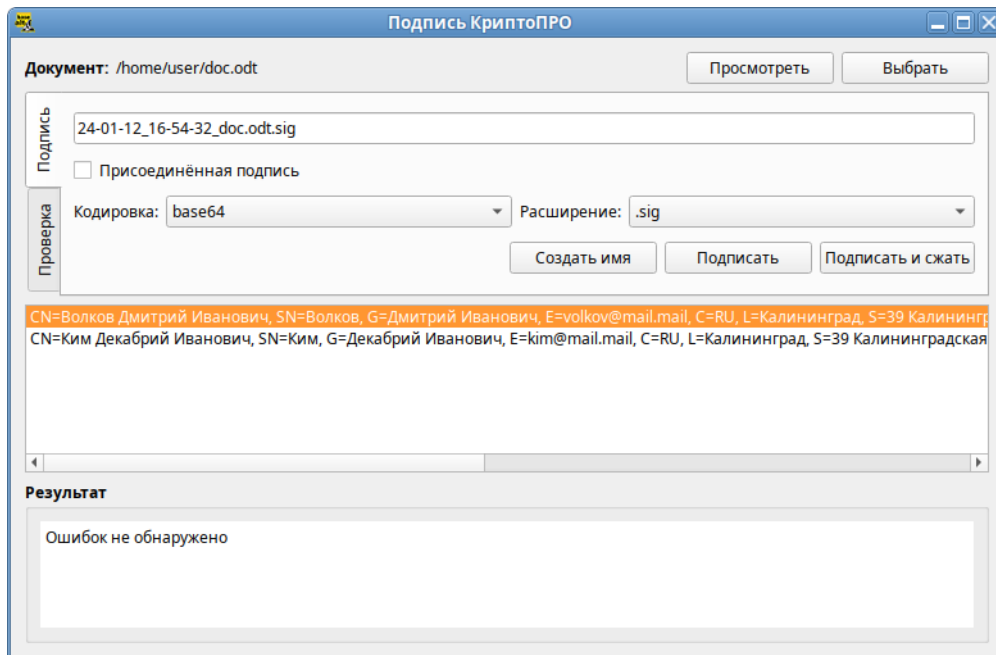 Подпись КриптоПРО
Документ: /home/user/doc.odt
Просмотреть
Выбрать
Подпись
24-01-12_16-54-32_doc.odt.sig
Присоединённая подпись
Проверка
Кодировка: base64
Расширение: .sig
Создать имя
Подписать
Подписать и сжать
CN=Волков Дмитрий Иванович, SN=Волков, G=Дмитрий Иванович, E=volkov@mail.mail, C=RU, L=Калининград, S=39 Калинингр
CN=Ким Декабрий Иванович, SN=Ким, G=Декабрий Иванович, E=kim@mail.mail, C=RU, L=Калининград, S=39 Калининградская
Результат
Ошибок не обнаружено